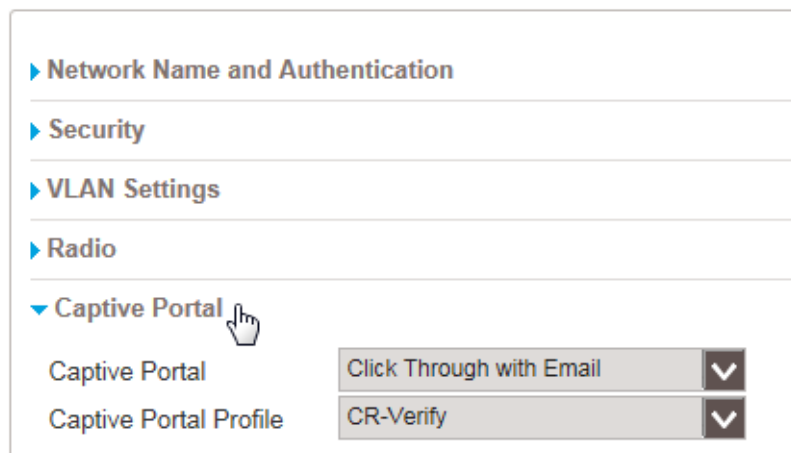 Network Name and Authentication
Security
VLAN Settings
Radio
Captive Portal
Captive Portal Click Through with Email
Captive Portal Profile CR-Verify